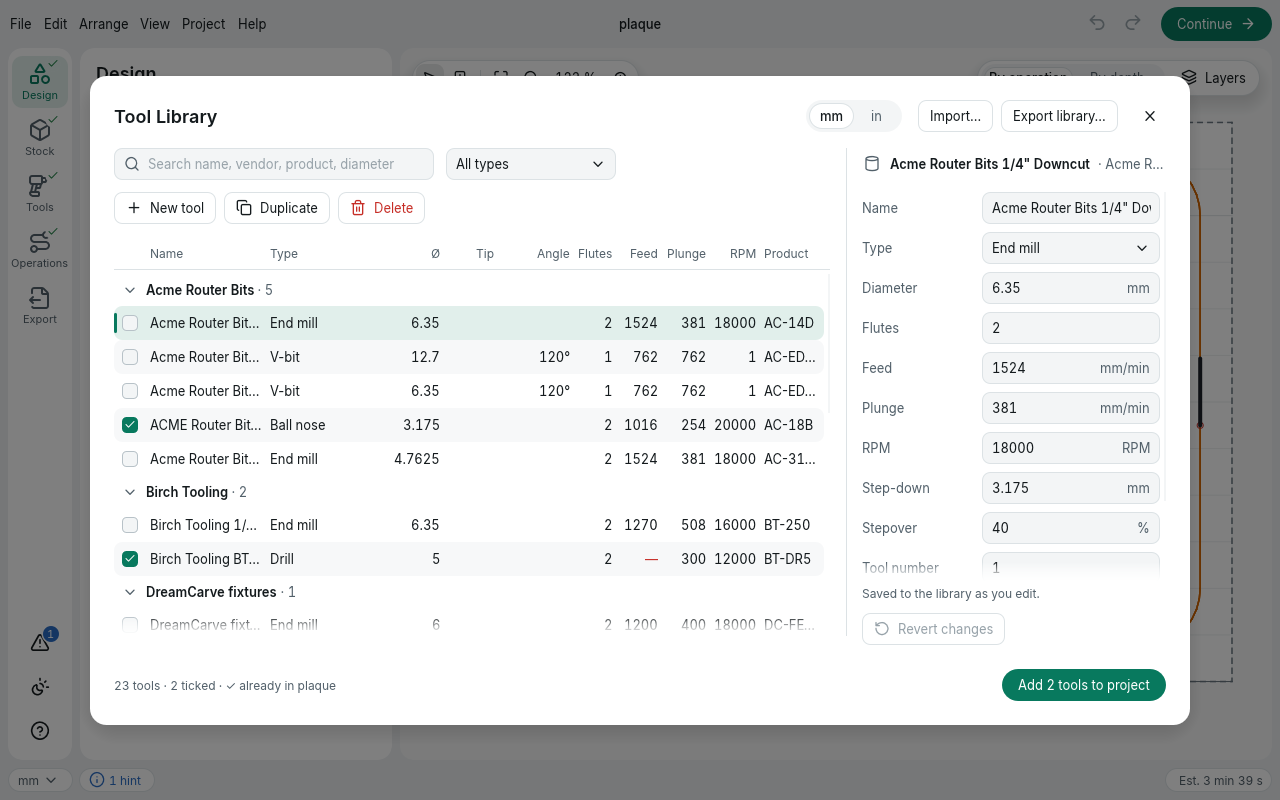 File Edit Arrange View Project Help
plaque
Continue
Design
Design
Stock
Tools
Operations
Export
1
Layers
Tool Library
mm in
Import...
Export library...
Search name, vendor, product, diameter
All types
New tool
Duplicate
Delete
Name Type Ø Tip Angle Flutes Feed Plunge RPM Product
Acme Router Bits · 5
Acme Router Bit... End mill 6.35 2 1524 381 18000 AC-14D
Acme Router Bit... V-bit 12.7 120° 1 762 762 1 AC-ED...
Acme Router Bit... V-bit 6.35 120° 1 762 762 1 AC-ED...
ACME Router Bit... Ball nose 3.175 2 1016 254 20000 AC-18B
Acme Router Bit... End mill 4.7625 2 1524 381 18000 AC-31...
Birch Tooling · 2
Birch Tooling 1/... End mill 6.35 2 1270 508 16000 BT-250
Birch Tooling BT... Drill 5 2 — 300 12000 BT-DR5
DreamCarve fixtures · 1
DreamCarve fixt... End mill 6 2 1200 400 18000 DC-FE...
Acme Router Bits 1/4" Downcut · Acme R...
Name Acme Router Bits 1/4" Do
Type End mill
Diameter 6.35 mm
Flutes 2
Feed 1524 mm/min
Plunge 381 mm/min
RPM 18000 RPM
Step-down 3.175 mm
Stepover 40 %
Tool number 1
Saved to the library as you edit.
Revert changes
23 tools · 2 ticked · ✓ already in plaque
Add 2 tools to project
mm
1 hint
Est. 3 min 39 s